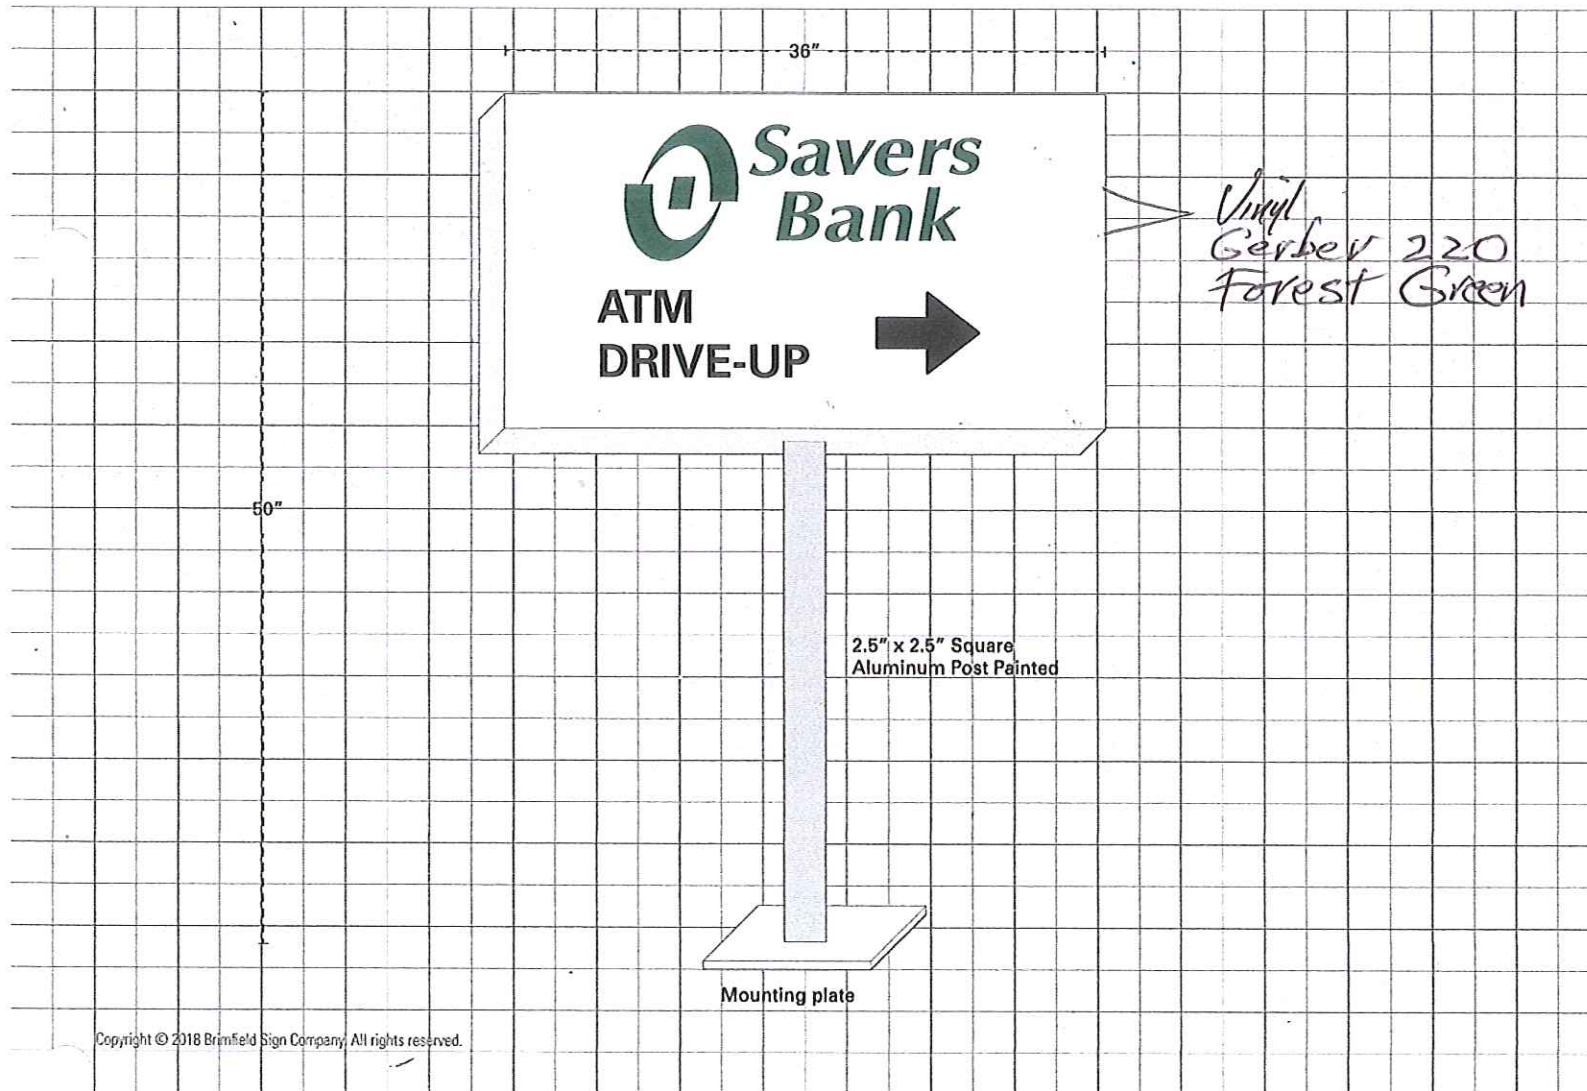 36"
Savers
Bank
ATM
DRIVE-UP
Vinyl
Gerber 220
Forest Green
50"
2.5" x 2.5" Square
Aluminum Post Painted
Mounting plate
Copyright © 2018 Brimfield Sign Company. All rights reserved.